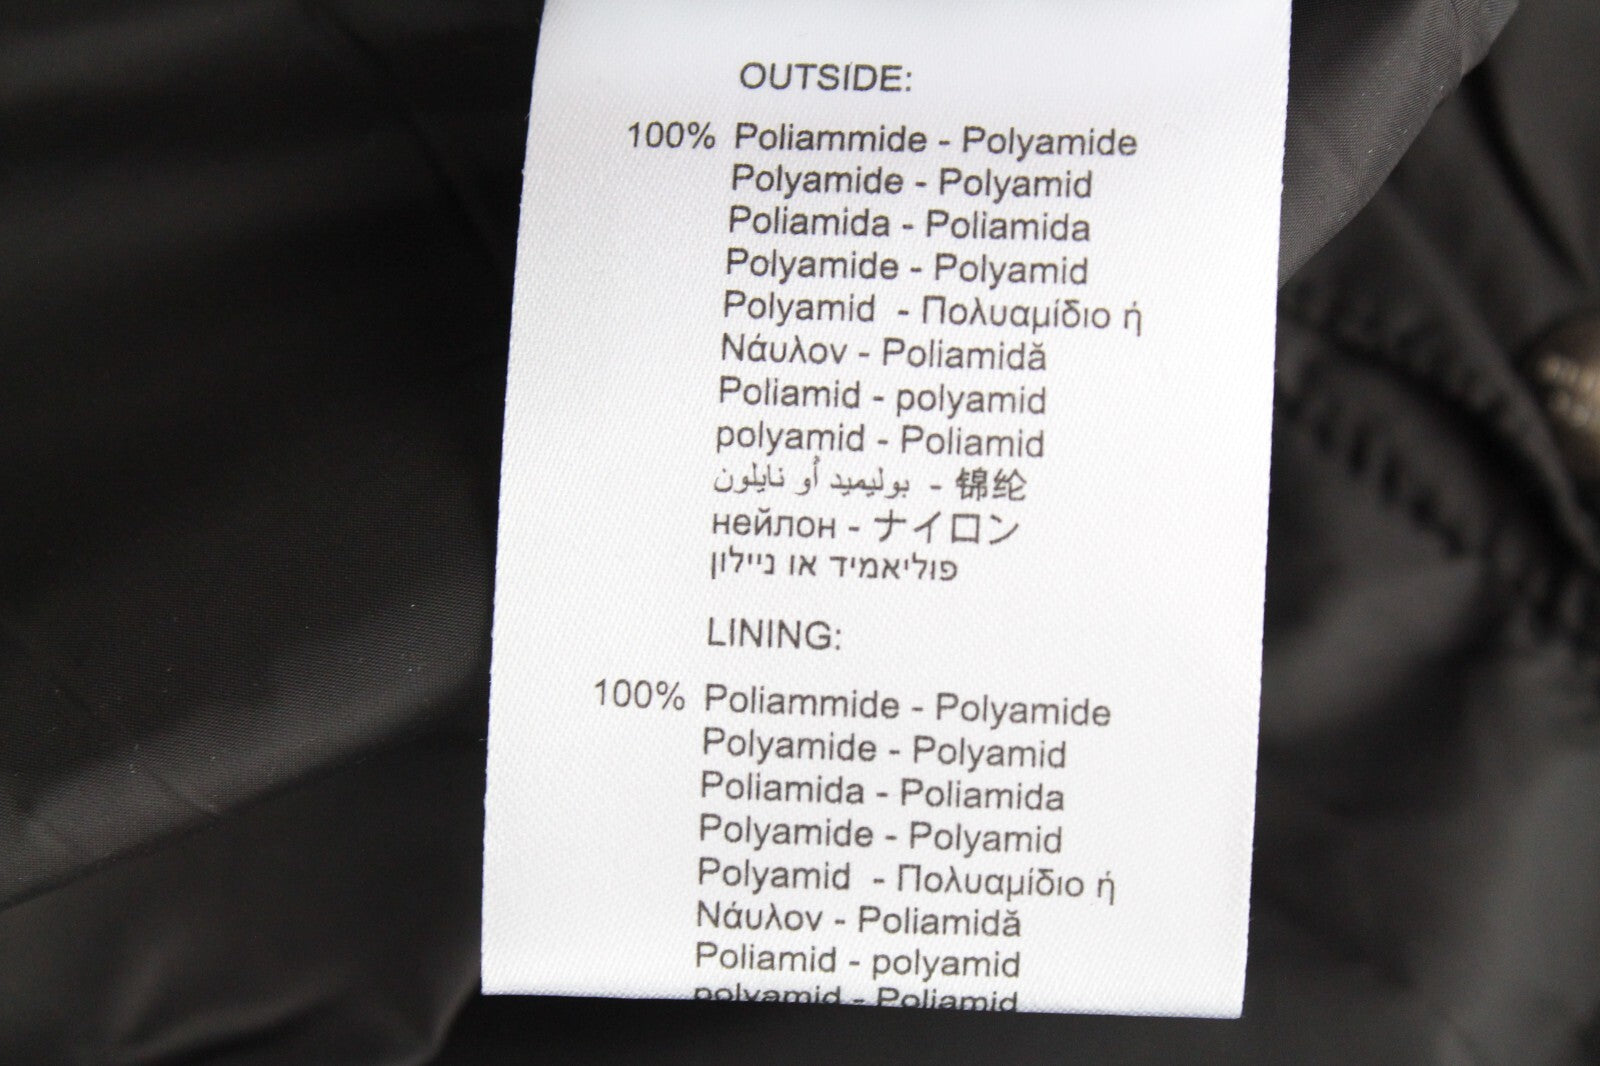 OUTSIDE:
100% Poliammide - Polyamide
Polyamide - Polyamid
Poliamida - Poliamida
Polyamide - Polyamid
Polyamid - Πολυαμίδιο ή
Νάυλον - Poliamidă
Poliamid - polyamid
polyamid - Poliamid
بوليميد أو نايلون - 锦纶
нейлон - ナイロン
פוליאמיד או ניילון
LINING:
100% Poliammide - Polyamide
Polyamide - Polyamid
Poliamida - Poliamida
Polyamide - Polyamid
Polyamid - Πολυαμίδιο ή
Νάυλον - Poliamidă
Poliamid - polyamid
polyamid - Poliamid